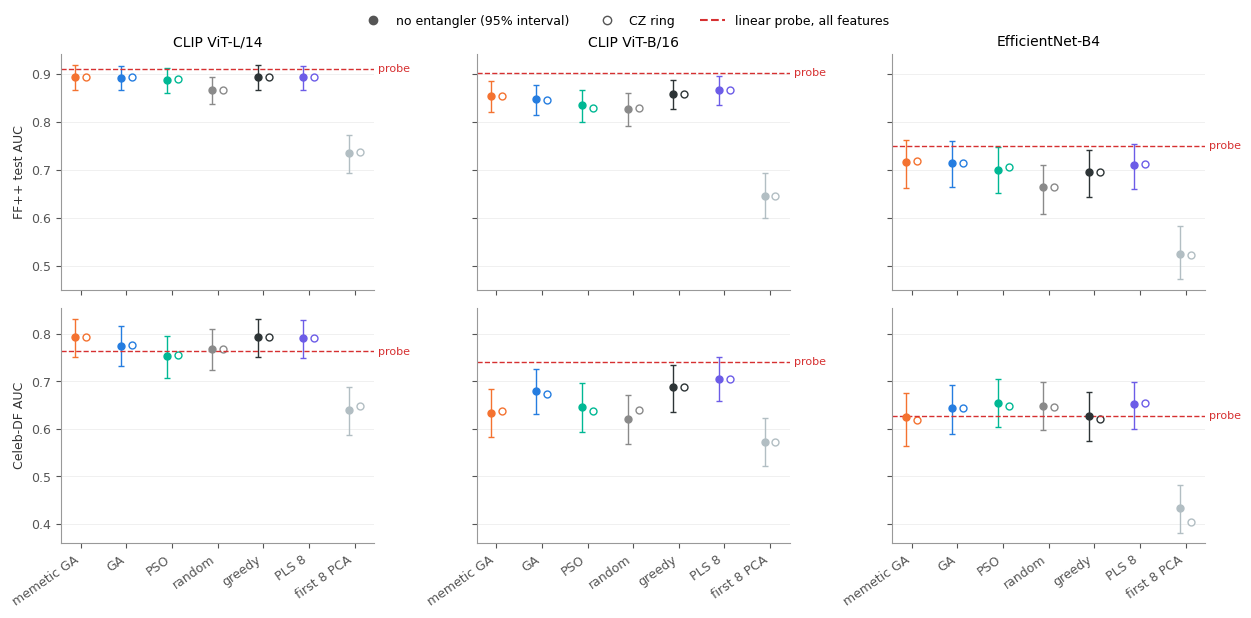 no entangler (95% interval) CZ ring linear probe, all features
CLIP ViT-L/14 CLIP ViT-B/16 EfficientNet-B4
FF++ test AUC
0.9
0.8
0.7
0.6
0.5
probe
probe
probe
Celeb-DF AUC
0.8
0.7
0.6
0.5
0.4
probe
probe
probe
memetic GA GA PSO random greedy PLS 8 first 8 PCA
memetic GA GA PSO random greedy PLS 8 first 8 PCA
memetic GA GA PSO random greedy PLS 8 first 8 PCA